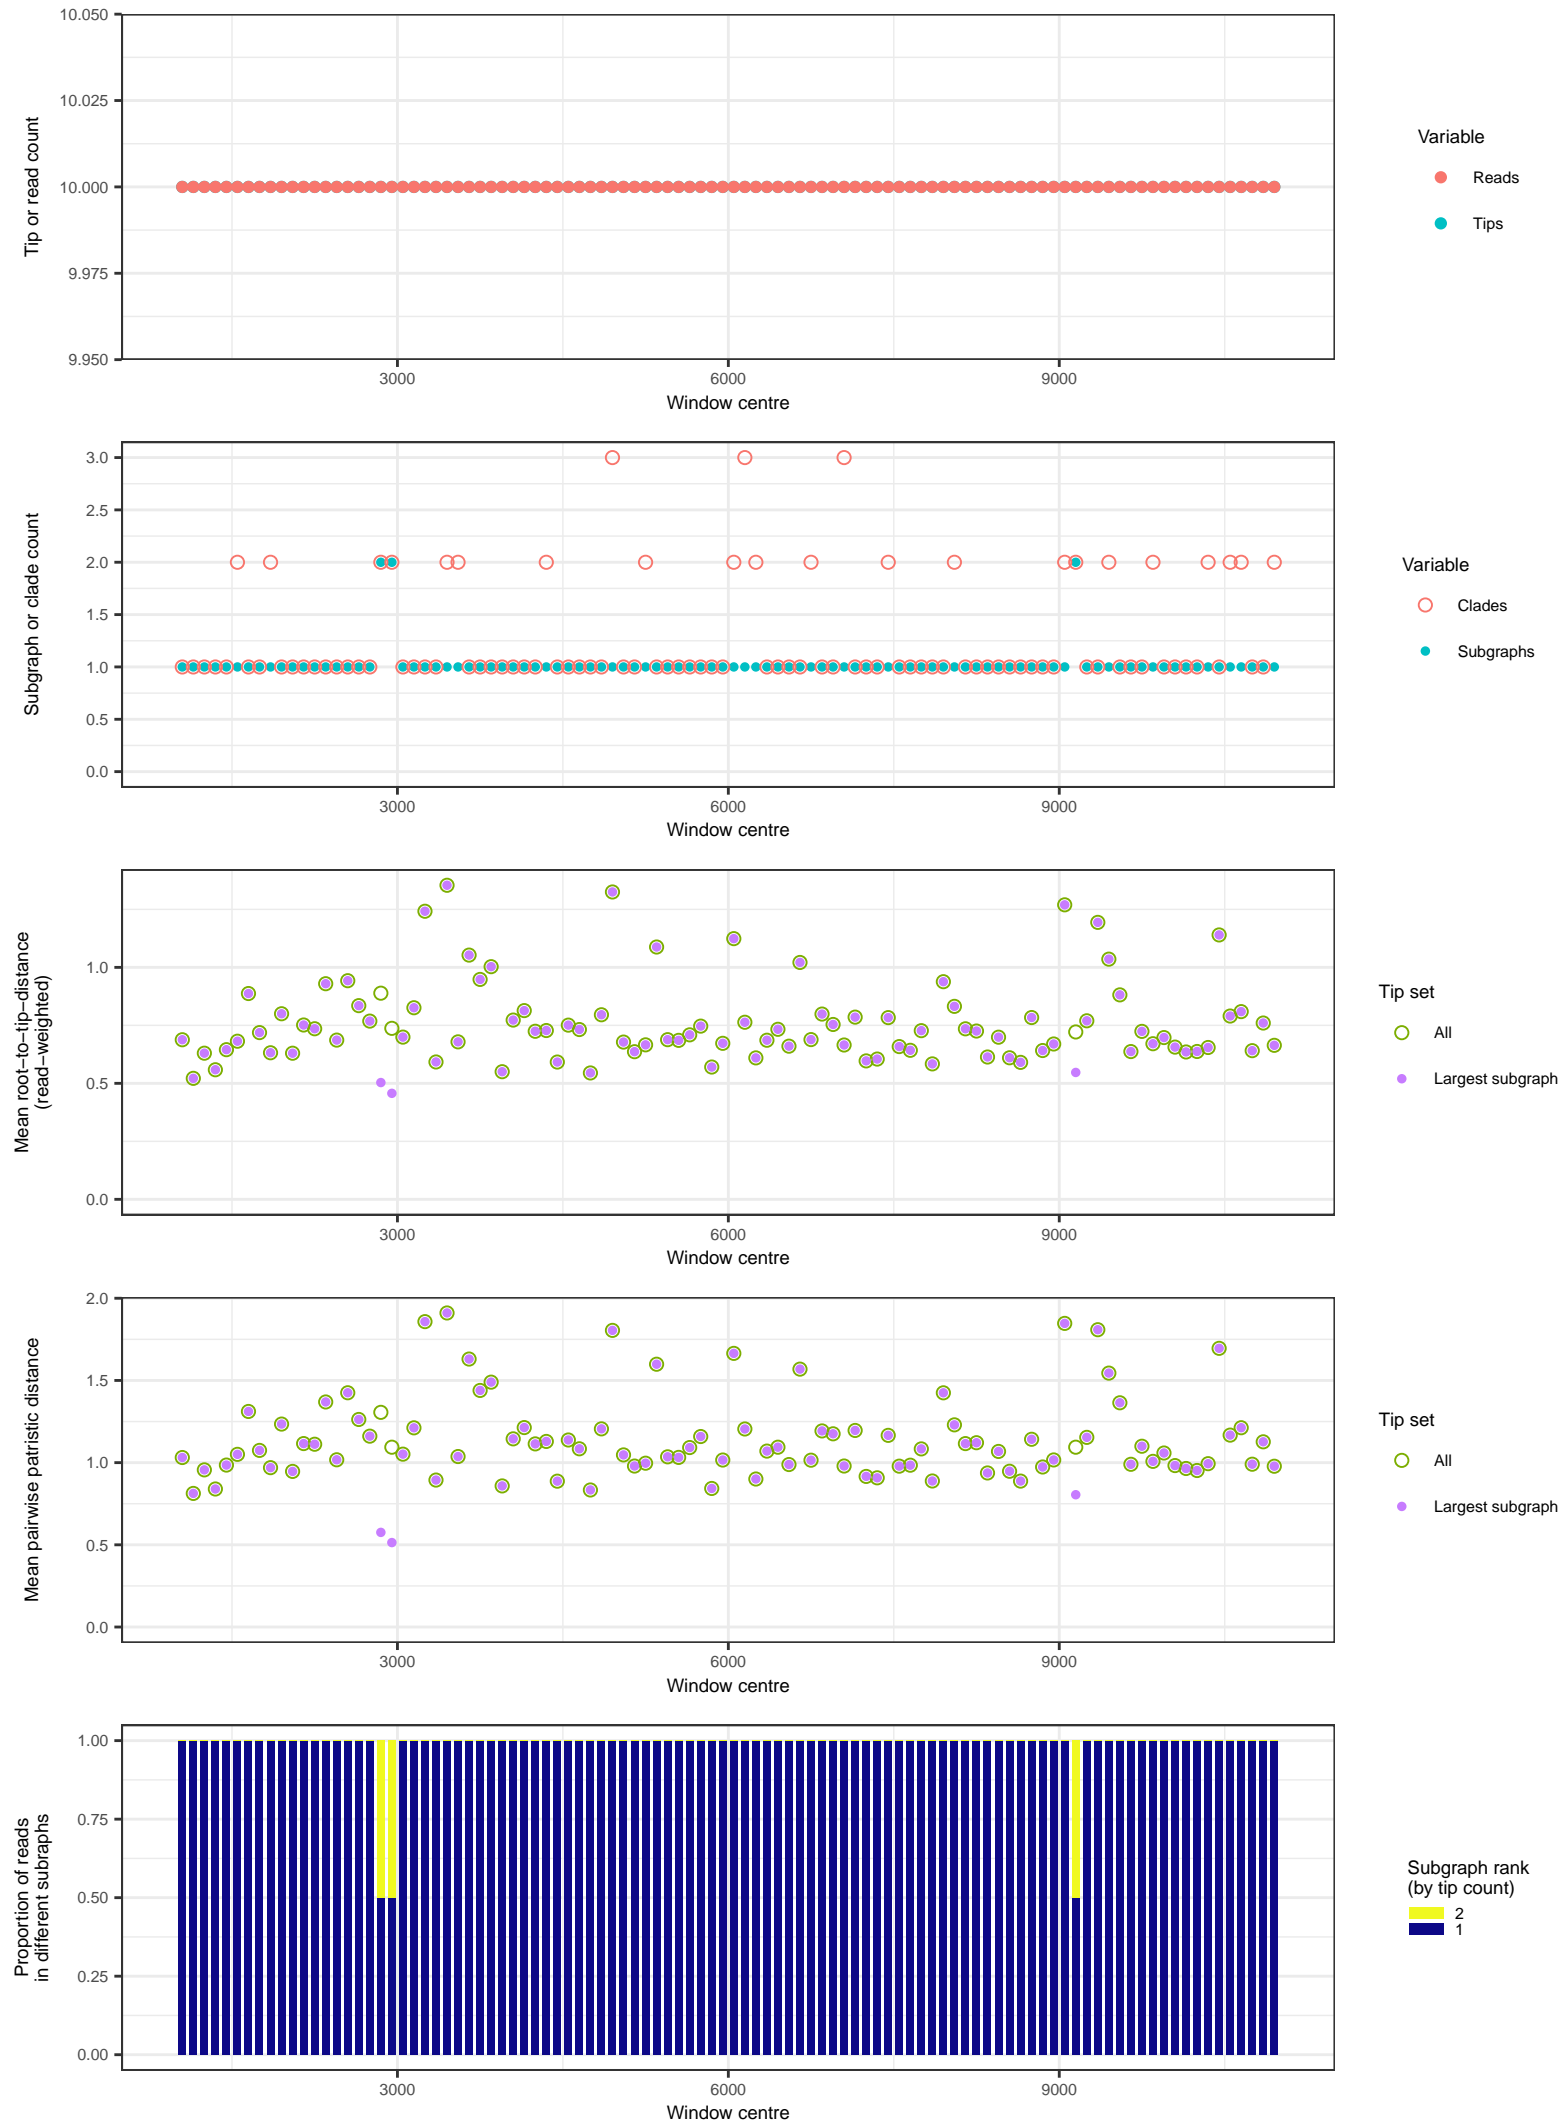 10.050
10.025
10.000
9.975
9.950
Tip or read count
3000
6000
9000
Window centre
Variable
Reads
Tips
3.0
2.5
2.0
1.5
1.0
0.5
0.0
Subgraph or clade count
3000
6000
9000
Window centre
Variable
Clades
Subgraphs
1.0
0.5
0.0
Mean root−to−tip−distance
(read−weighted)
3000
6000
9000
Window centre
Tip set
All
Largest subgraph
2.0
1.5
1.0
0.5
0.0
Mean pairwise patristic distance
3000
6000
9000
Window centre
Tip set
All
Largest subgraph
1.00
0.75
0.50
0.25
0.00
Proportion of reads
in different subraphs
3000
6000
9000
Window centre
Subgraph rank
(by tip count)
2
1